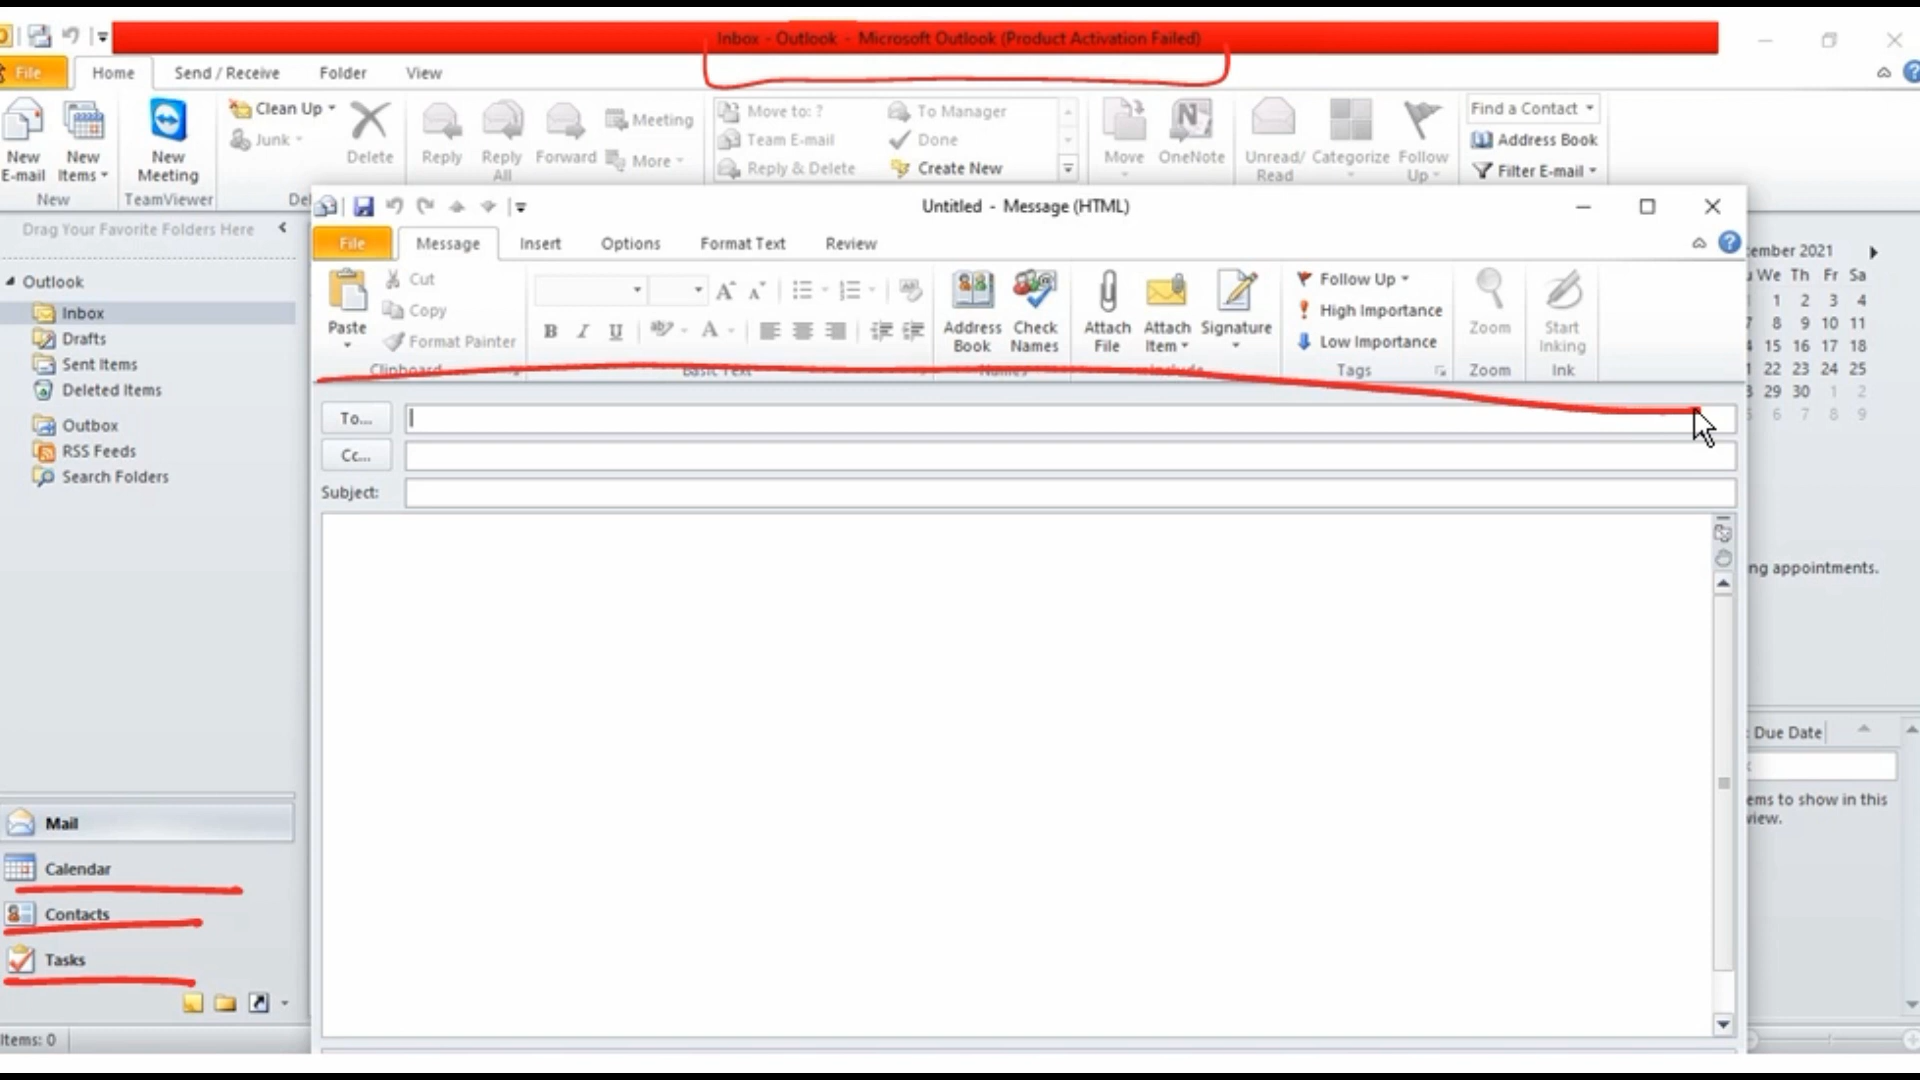 Inbox - Outlook - Microsoft Outlook (Product Activation Failed)
File Home Send / Receive Folder View
New E-mail
New Items
New
New Meeting
TeamViewer
Clean Up
Junk
Delete
Del
Reply
Reply All
Forward
Meeting
More
Move to: ?
Team E-mail
Reply & Delete
To Manager
Done
Create New
Move
OneNote
Unread/ Read
Categorize
Follow Up
Find a Contact
Address Book
Filter E-mail
Drag Your Favorite Folders Here
Outlook
Inbox
Drafts
Sent Items
Deleted Items
Outbox
RSS Feeds
Search Folders
Mail
Calendar
Contacts
Tasks
Items: 0
Untitled - Message (HTML)
File Message Insert Options Format Text Review
Paste
Cut
Copy
Format Painter
Clipboard
B I U
Basic Text
Address Book
Check Names
Names
Attach File
Attach Item
Signature
Include
Follow Up
High Importance
Low Importance
Tags
Zoom
Zoom
Start Inking
Ink
To...
Cc...
Subject:
ember 2021
We Th Fr Sa
1 2 3 4
7 8 9 10 11
15 16 17 18
22 23 24 25
29 30 1 2
6 7 8 9
ng appointments.
Due Date
ems to show in this
view.